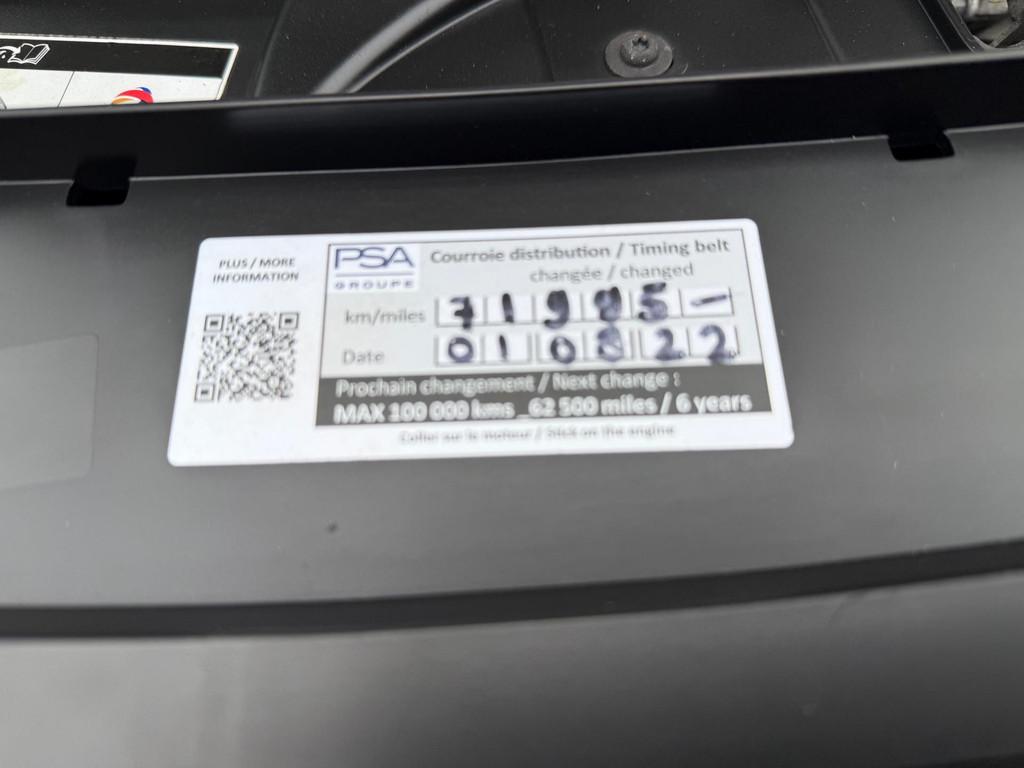 PLUS / MORE
INFORMATION
PSA
GROUPE
Courroie distribution / Timing belt
changée / changed
km/miles 71985-
Date 010822
Prochain changement / Next change :
MAX 100 000 kms _62 500 miles / 6 years
Coller sur le moteur / Stick on the engine